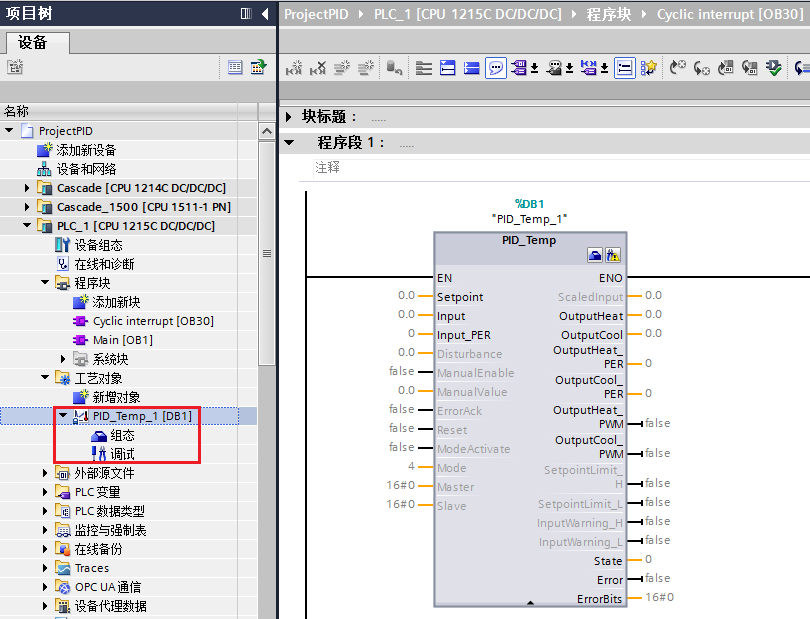 项目树
设备
名称
ProjectPID
添加新设备
设备和网络
Cascade [CPU 1214C DC/DC/DC]
Cascade_1500 [CPU 1511-1 PN]
PLC_1 [CPU 1215C DC/DC/DC]
设备组态
在线和诊断
程序块
添加新块
Cyclic interrupt [OB30]
Main [OB1]
系统块
工艺对象
新增对象
PID_Temp_1 [DB1]
组态
调试
外部源文件
PLC 变量
PLC 数据类型
监控与强制表
在线备份
Traces
OPC UA 通信
设备代理数据
ProjectPID PLC_1 [CPU 1215C DC/DC/DC] 程序块 Cyclic interrupt [OB30]
块标题： .....
程序段 1： .....
注释
%DB1
"PID_Temp_1"
PID_Temp
EN ENO
0.0 Setpoint ScaledInput 0.0
0.0 Input OutputHeat 0.0
0 Input_PER OutputCool 0.0
0.0 Disturbance OutputHeat_
PER 0
false ManualEnable OutputCool_
0.0 ManualValue PER 0
false ErrorAck OutputHeat_
false Reset PWM false
OutputCool_
false ModeActivate PWM false
4 Mode SetpointLimit_
16#0 Master H false
16#0 Slave SetpointLimit_L false
InputWarning_H false
InputWarning_L false
State 0
Error false
ErrorBits 16#0